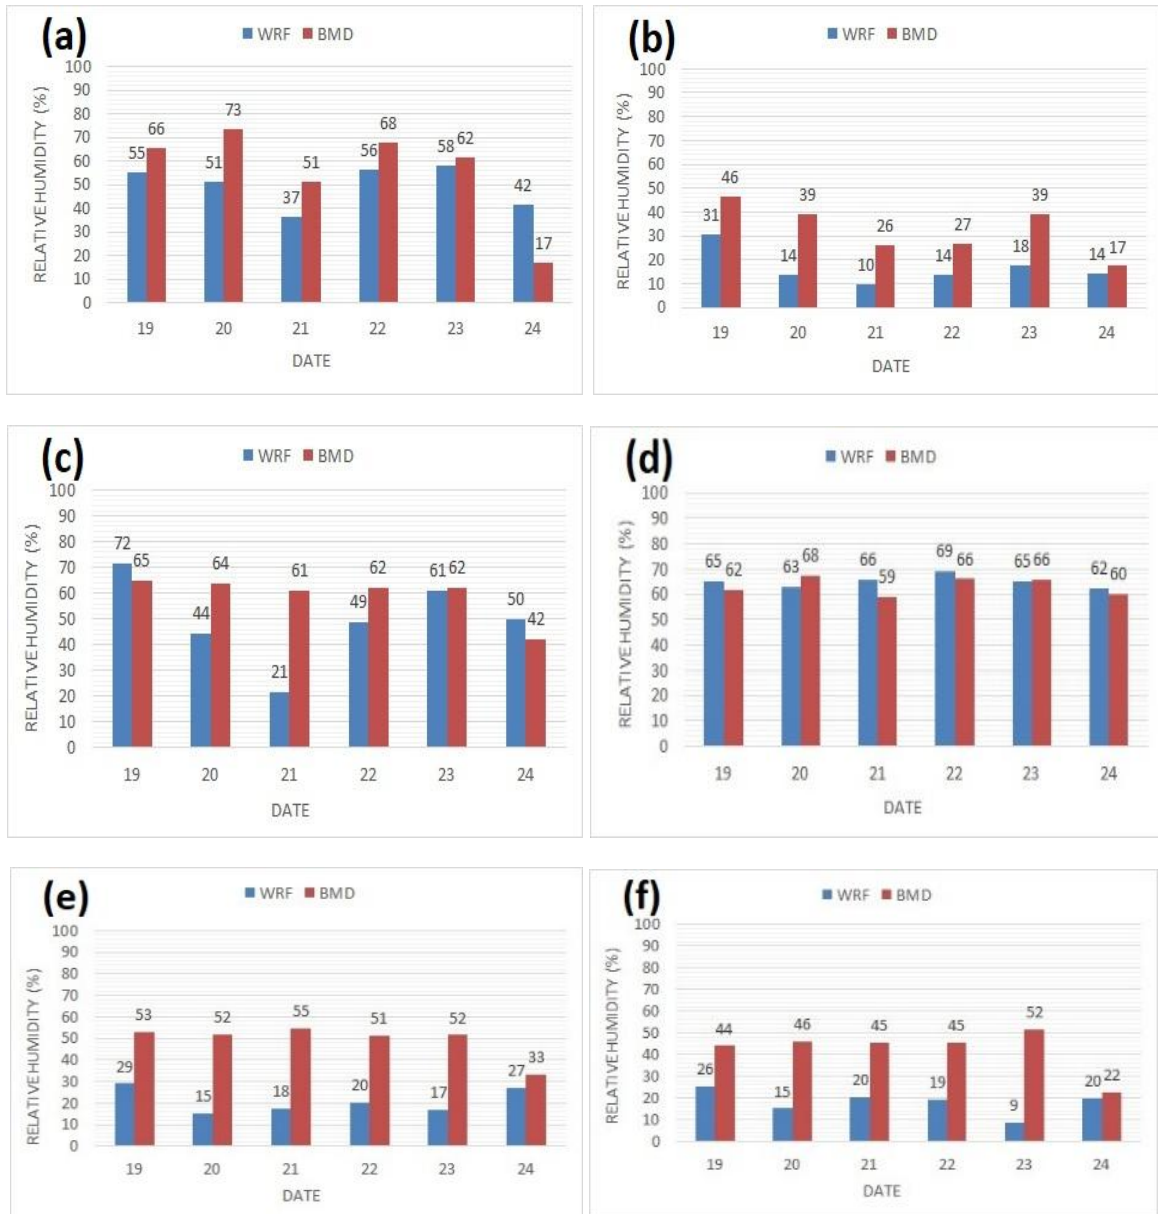 (a)
WRF BMD
RELATIVE HUMIDITY (%)
100
90
80
70
60
50
40
30
20
10
0
55 66 51 73 37 51 56 68 58 62 42 17
19 20 21 22 23 24
DATE
(b)
WRF BMD
RELATIVE HUMIDITY (%)
100
90
80
70
60
50
40
30
20
10
0
31 46 14 39 10 26 14 27 18 39 14 17
19 20 21 22 23 24
DATE
(c)
WRF BMD
RELATIVE HUMIDITY (%)
100
90
80
70
60
50
40
30
20
10
0
72 65 44 64 21 61 49 62 61 62 50 42
19 20 21 22 23 24
DATE
(d)
WRF BMD
RELATIVE HUMIDITY (%)
100
90
80
70
60
50
40
30
20
10
0
65 62 63 68 66 59 69 66 65 66 62 60
19 20 21 22 23 24
DATE
(e)
WRF BMD
RELATIVE HUMIDITY (%)
100
90
80
70
60
50
40
30
20
10
0
29 53 15 52 18 55 20 51 17 52 27 33
19 20 21 22 23 24
DATE
(f)
WRF BMD
RELATIVE HUMIDITY (%)
100
90
80
70
60
50
40
30
20
10
0
26 44 15 46 20 45 19 45 9 52 20 22
19 20 21 22 23 24
DATE